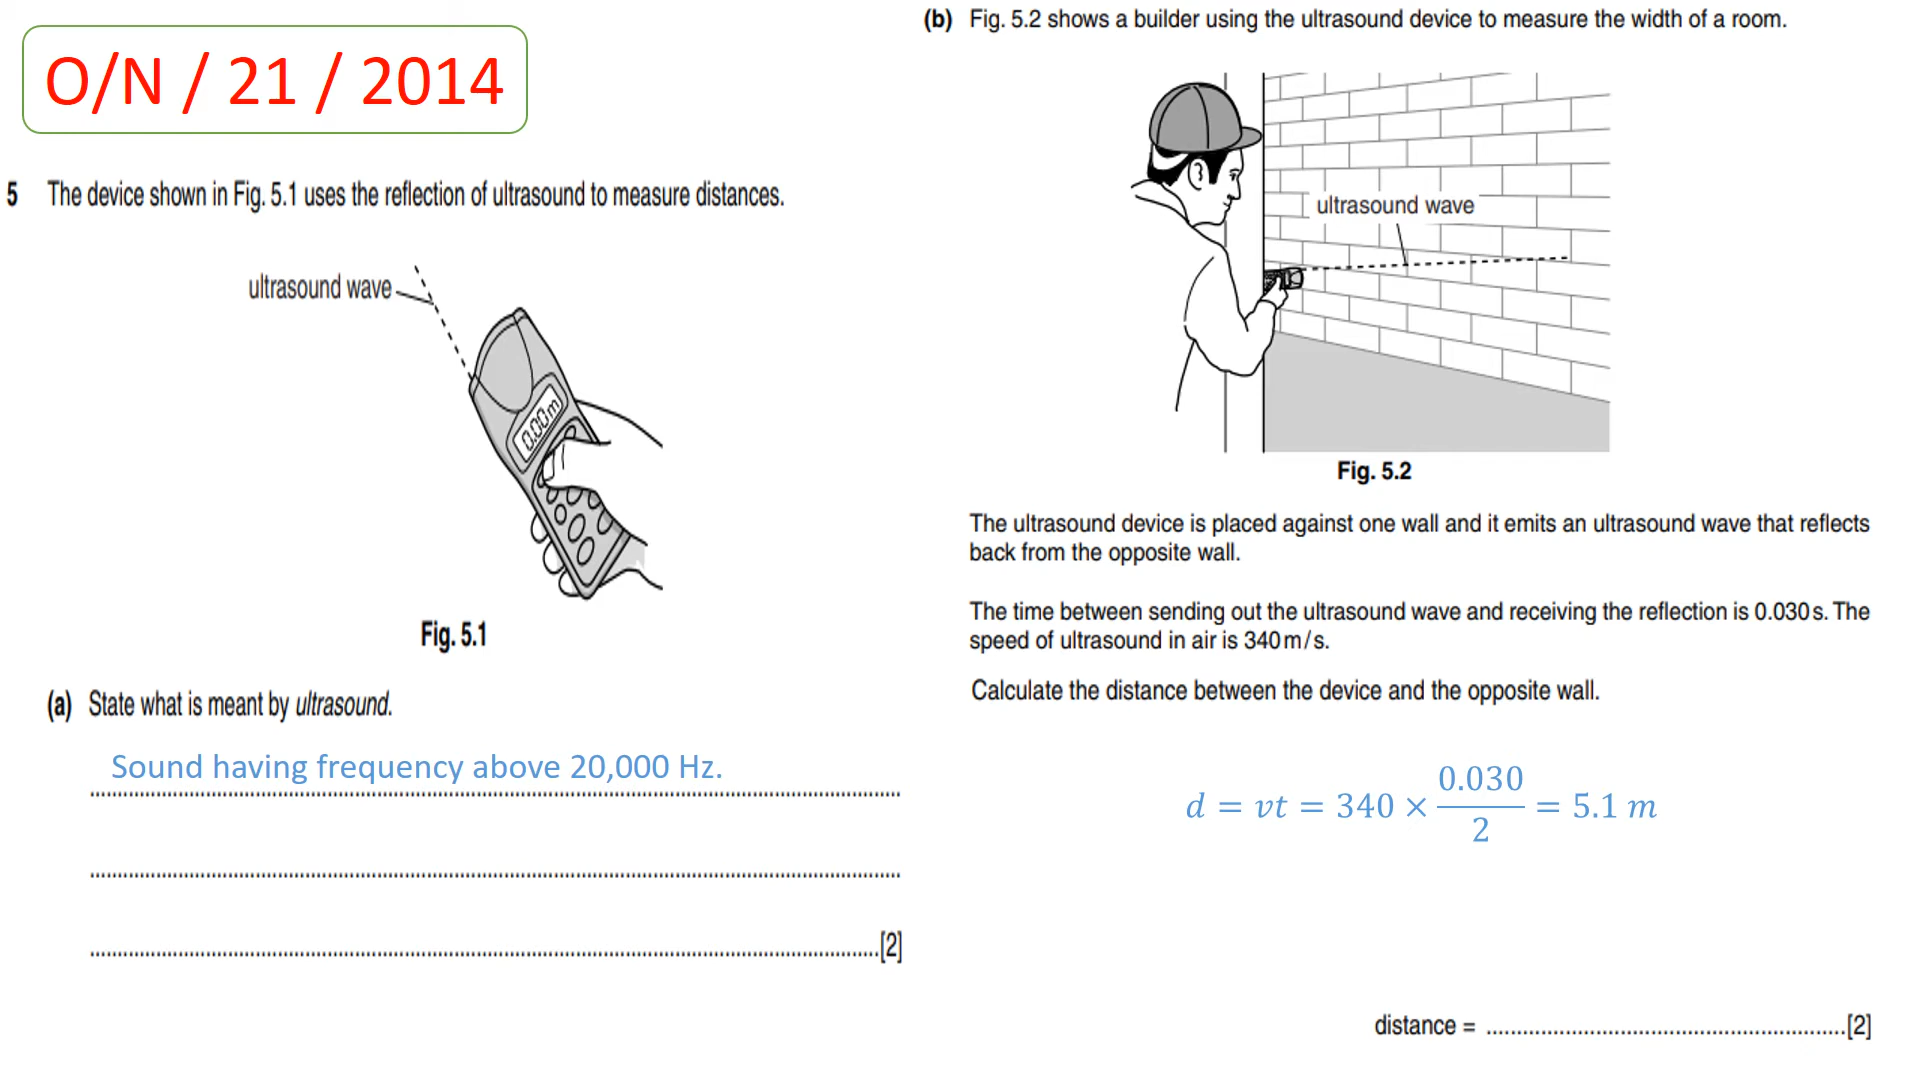 O/N / 21 / 2014
5 The device shown in Fig. 5.1 uses the reflection of ultrasound to measure distances.
ultrasound wave
0.00m
Fig. 5.1
(a) State what is meant by ultrasound.
Sound having frequency above 20,000 Hz.
[2]
(b) Fig. 5.2 shows a builder using the ultrasound device to measure the width of a room.
ultrasound wave
Fig. 5.2
The ultrasound device is placed against one wall and it emits an ultrasound wave that reflects
back from the opposite wall.
The time between sending out the ultrasound wave and receiving the reflection is 0.030 s. The
speed of ultrasound in air is 340 m/s.
Calculate the distance between the device and the opposite wall.
d = vt = 340 × 0.030/2 = 5.1 m
distance = ............................................................[2]